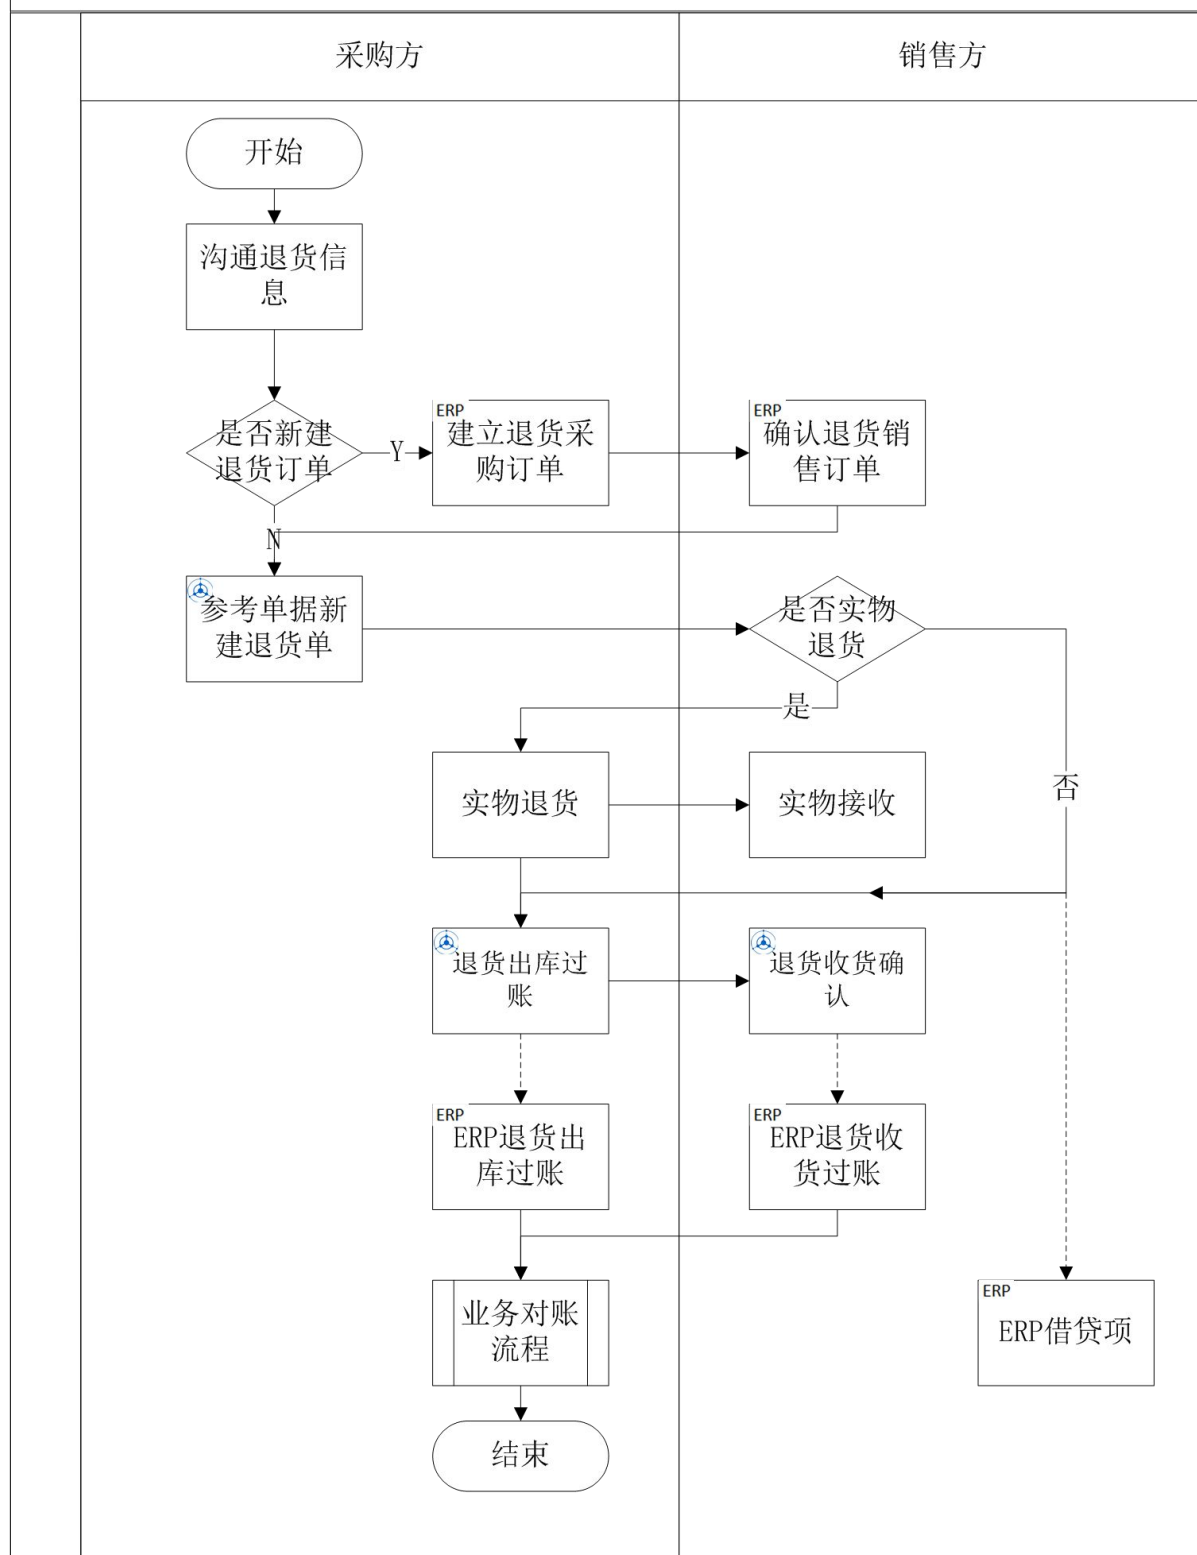 采购方
销售方
开始
沟通退货信
息
是否新建
退货订单
Y
ERP
建立退货采
购订单
ERP
确认退货销
售订单
N
参考单据新
建退货单
是否实物
退货
是
否
实物退货
实物接收
退货出库过
账
退货收货确
认
ERP
ERP退货出
库过账
ERP
ERP退货收
货过账
业务对账
流程
ERP
ERP借贷项
结束